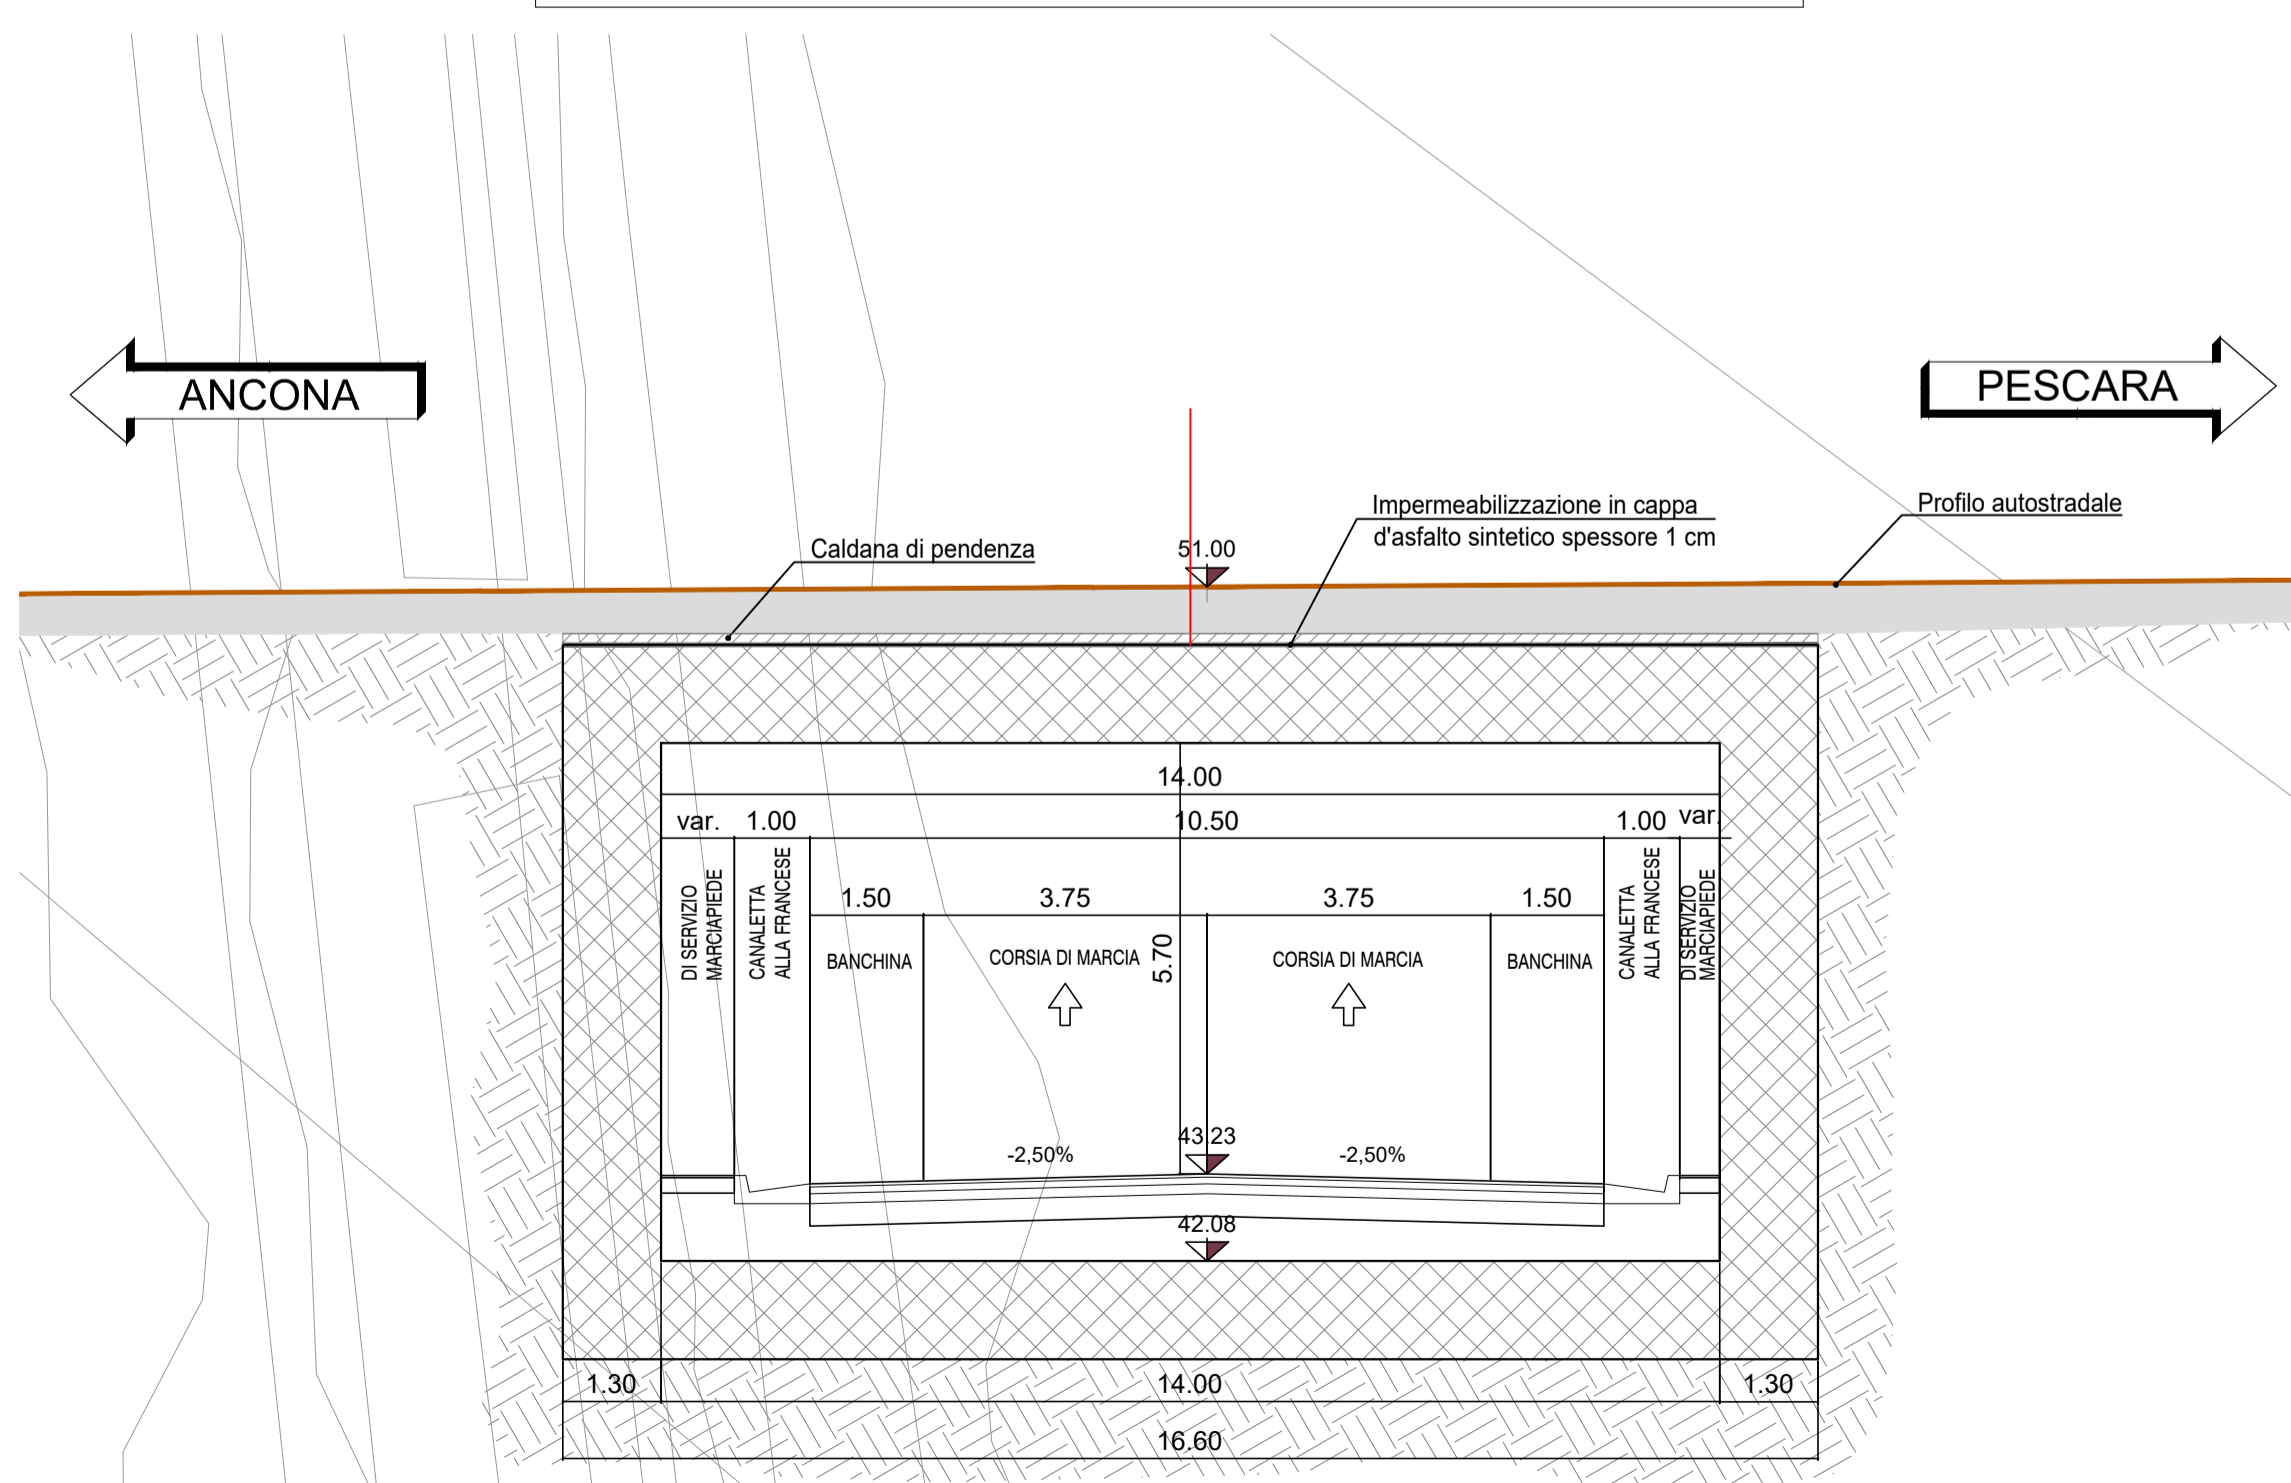 ANCONA
PESCARA
Caldana di pendenza
51.00
Impermeabilizzazione in cappa
d'asfalto sintetico spessore 1 cm
Profilo autostradale
14.00
var.
1.00
10.50
1.00
var.
DI SERVIZIO
MARCIAPIEDE
CANALETTA
ALLA FRANCESE
1.50
3.75
3.75
1.50
BANCHINA
CORSIA DI MARCIA
5.70
CORSIA DI MARCIA
BANCHINA
CANALETTA
ALLA FRANCESE
DI SERVIZIO
MARCIAPIEDE
-2,50%
43.23
-2,50%
42.08
1.30
14.00
1.30
16.60